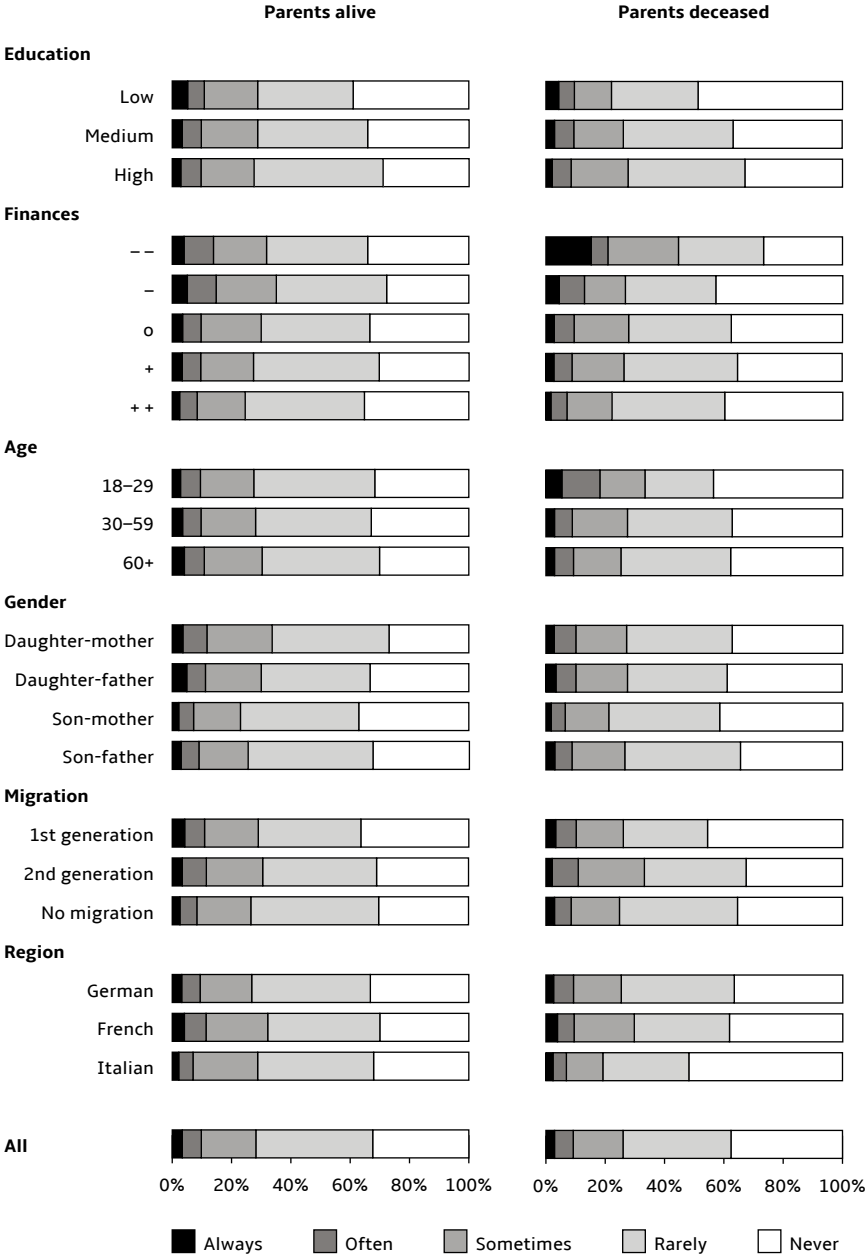 Parents alive Parents deceased
Education
Low
Medium
High
Finances
– –
–
o
+
+ +
Age
18–29
30–59
60+
Gender
Daughter-mother
Daughter-father
Son-mother
Son-father
Migration
1st generation
2nd generation
No migration
Region
German
French
Italian
All
0% 20% 40% 60% 80% 100% 0% 20% 40% 60% 80% 100%
Always Often Sometimes Rarely Never